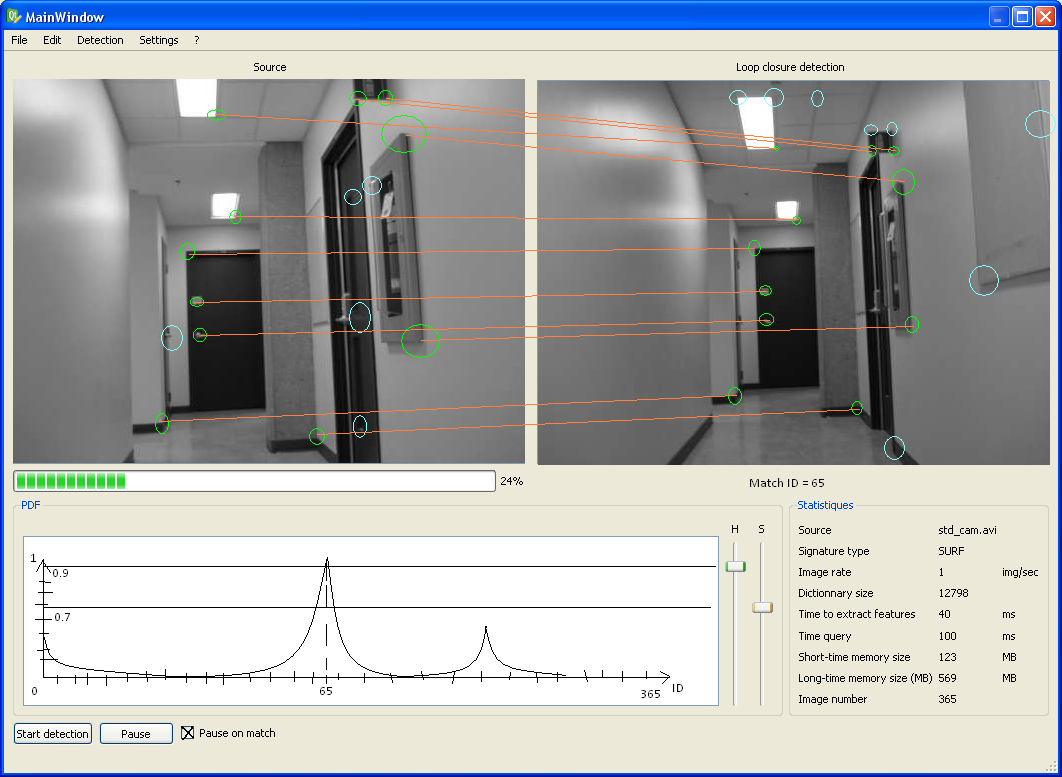 MainWindow
File Edit Detection Settings ?
Source Loop closure detection
24%
Match ID = 65
PDF
1
0.9
0.7
0 65 365 ID
H S
Statistiques
Source std_cam.avi
Signature type SURF
Image rate 1 img/sec
Dictionnary size 12798
Time to extract features 40 ms
Time query 100 ms
Short-time memory size 123 MB
Long-time memory size (MB) 569 MB
Image number 365
Start detection Pause Pause on match